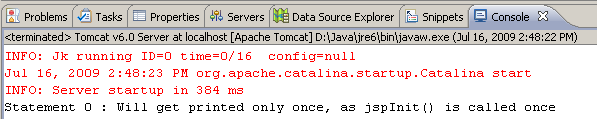 Problems Tasks Properties Servers Data Source Explorer Snippets Console
<terminated> Tomcat v6.0 Server at localhost [Apache Tomcat] D:\Java\jre6\bin\javaw.exe (Jul 16, 2009 2:48:22 PM)
INFO: Jk running ID=0 time=0/16  config=null
Jul 16, 2009 2:48:23 PM org.apache.catalina.startup.Catalina start
INFO: Server startup in 384 ms
Statement 0 : Will get printed only once, as jspInit() is called once